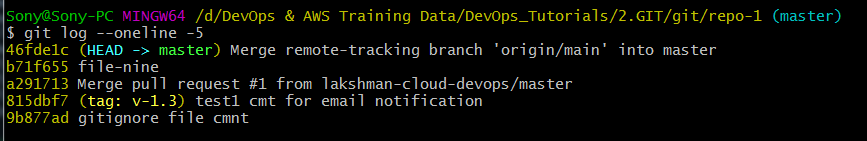 Sony@Sony-PC MINGW64 /d/DevOps & AWS Training Data/DevOps_Tutorials/2.GIT/git/repo-1 (master)
$ git log --oneline -5
46fde1c (HEAD -> master) Merge remote-tracking branch 'origin/main' into master
b71f655 file-nine
a291713 Merge pull request #1 from lakshman-cloud-devops/master
815dbf7 (tag: v-1.3) test1 cmt for email notification
9b877ad gitignore file cmnt